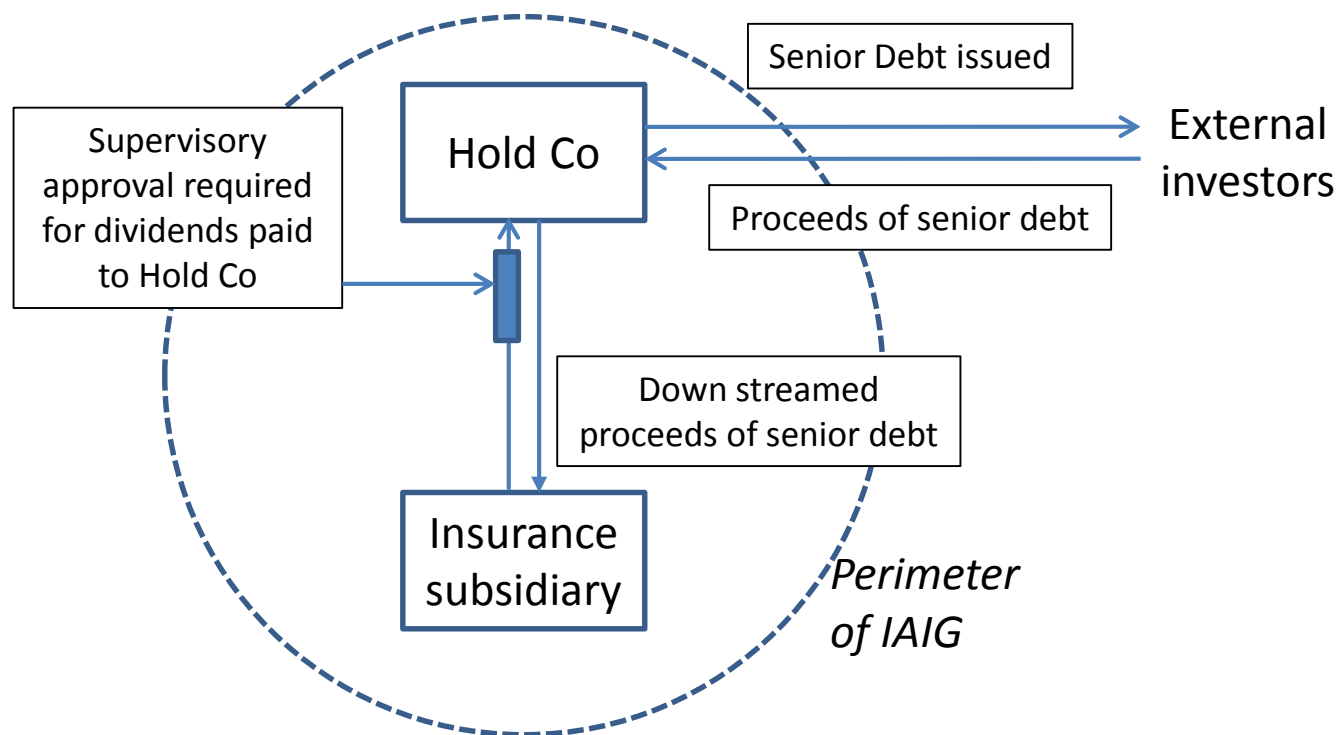 Senior Debt issued
Supervisory
approval required
for dividends paid
to Hold Co
Hold Co
External
investors
Proceeds of senior debt
Down streamed
proceeds of senior debt
Insurance
subsidiary
Perimeter
of IAIG